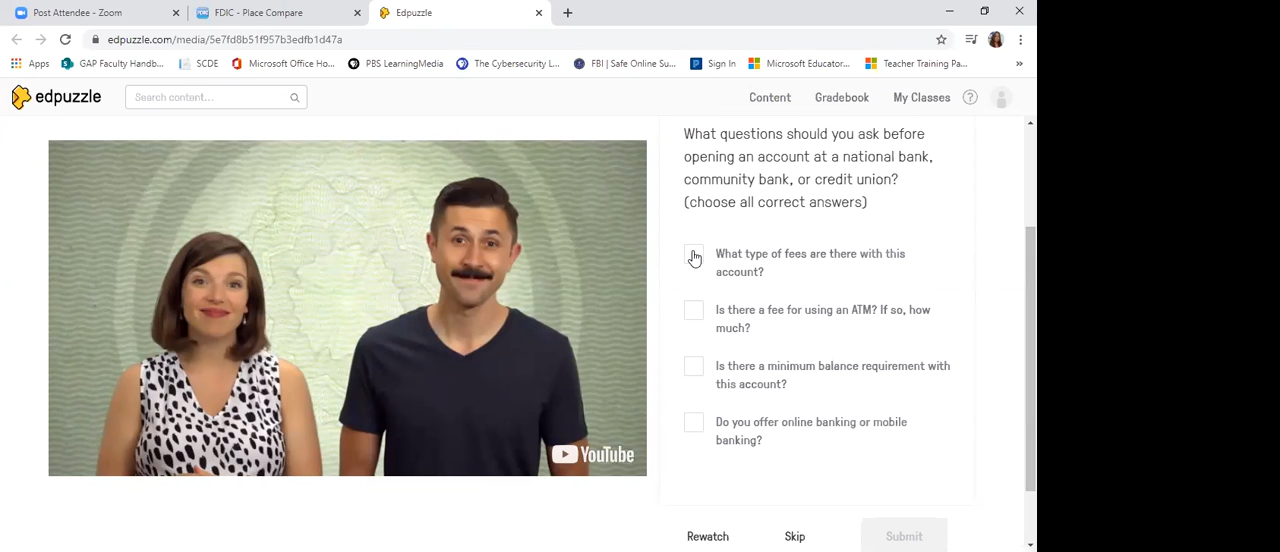 Post Attendee - Zoom
FDIC - Place Compare
Edpuzzle
edpuzzle.com/media/5e7fd8b51f957b3edfb1d47a
Apps
GAP Faculty Handb...
SCDE
Microsoft Office Ho...
PBS LearningMedia
The Cybersecurity L...
FBI | Safe Online Su...
Sign In
Microsoft Educator...
Teacher Training Pa...
edpuzzle
Search content...
Content
Gradebook
My Classes
What questions should you ask before
opening an account at a national bank,
community bank, or credit union?
(choose all correct answers)
What type of fees are there with this
account?
Is there a fee for using an ATM? If so, how
much?
Is there a minimum balance requirement with
this account?
Do you offer online banking or mobile
banking?
YouTube
Rewatch
Skip
Submit